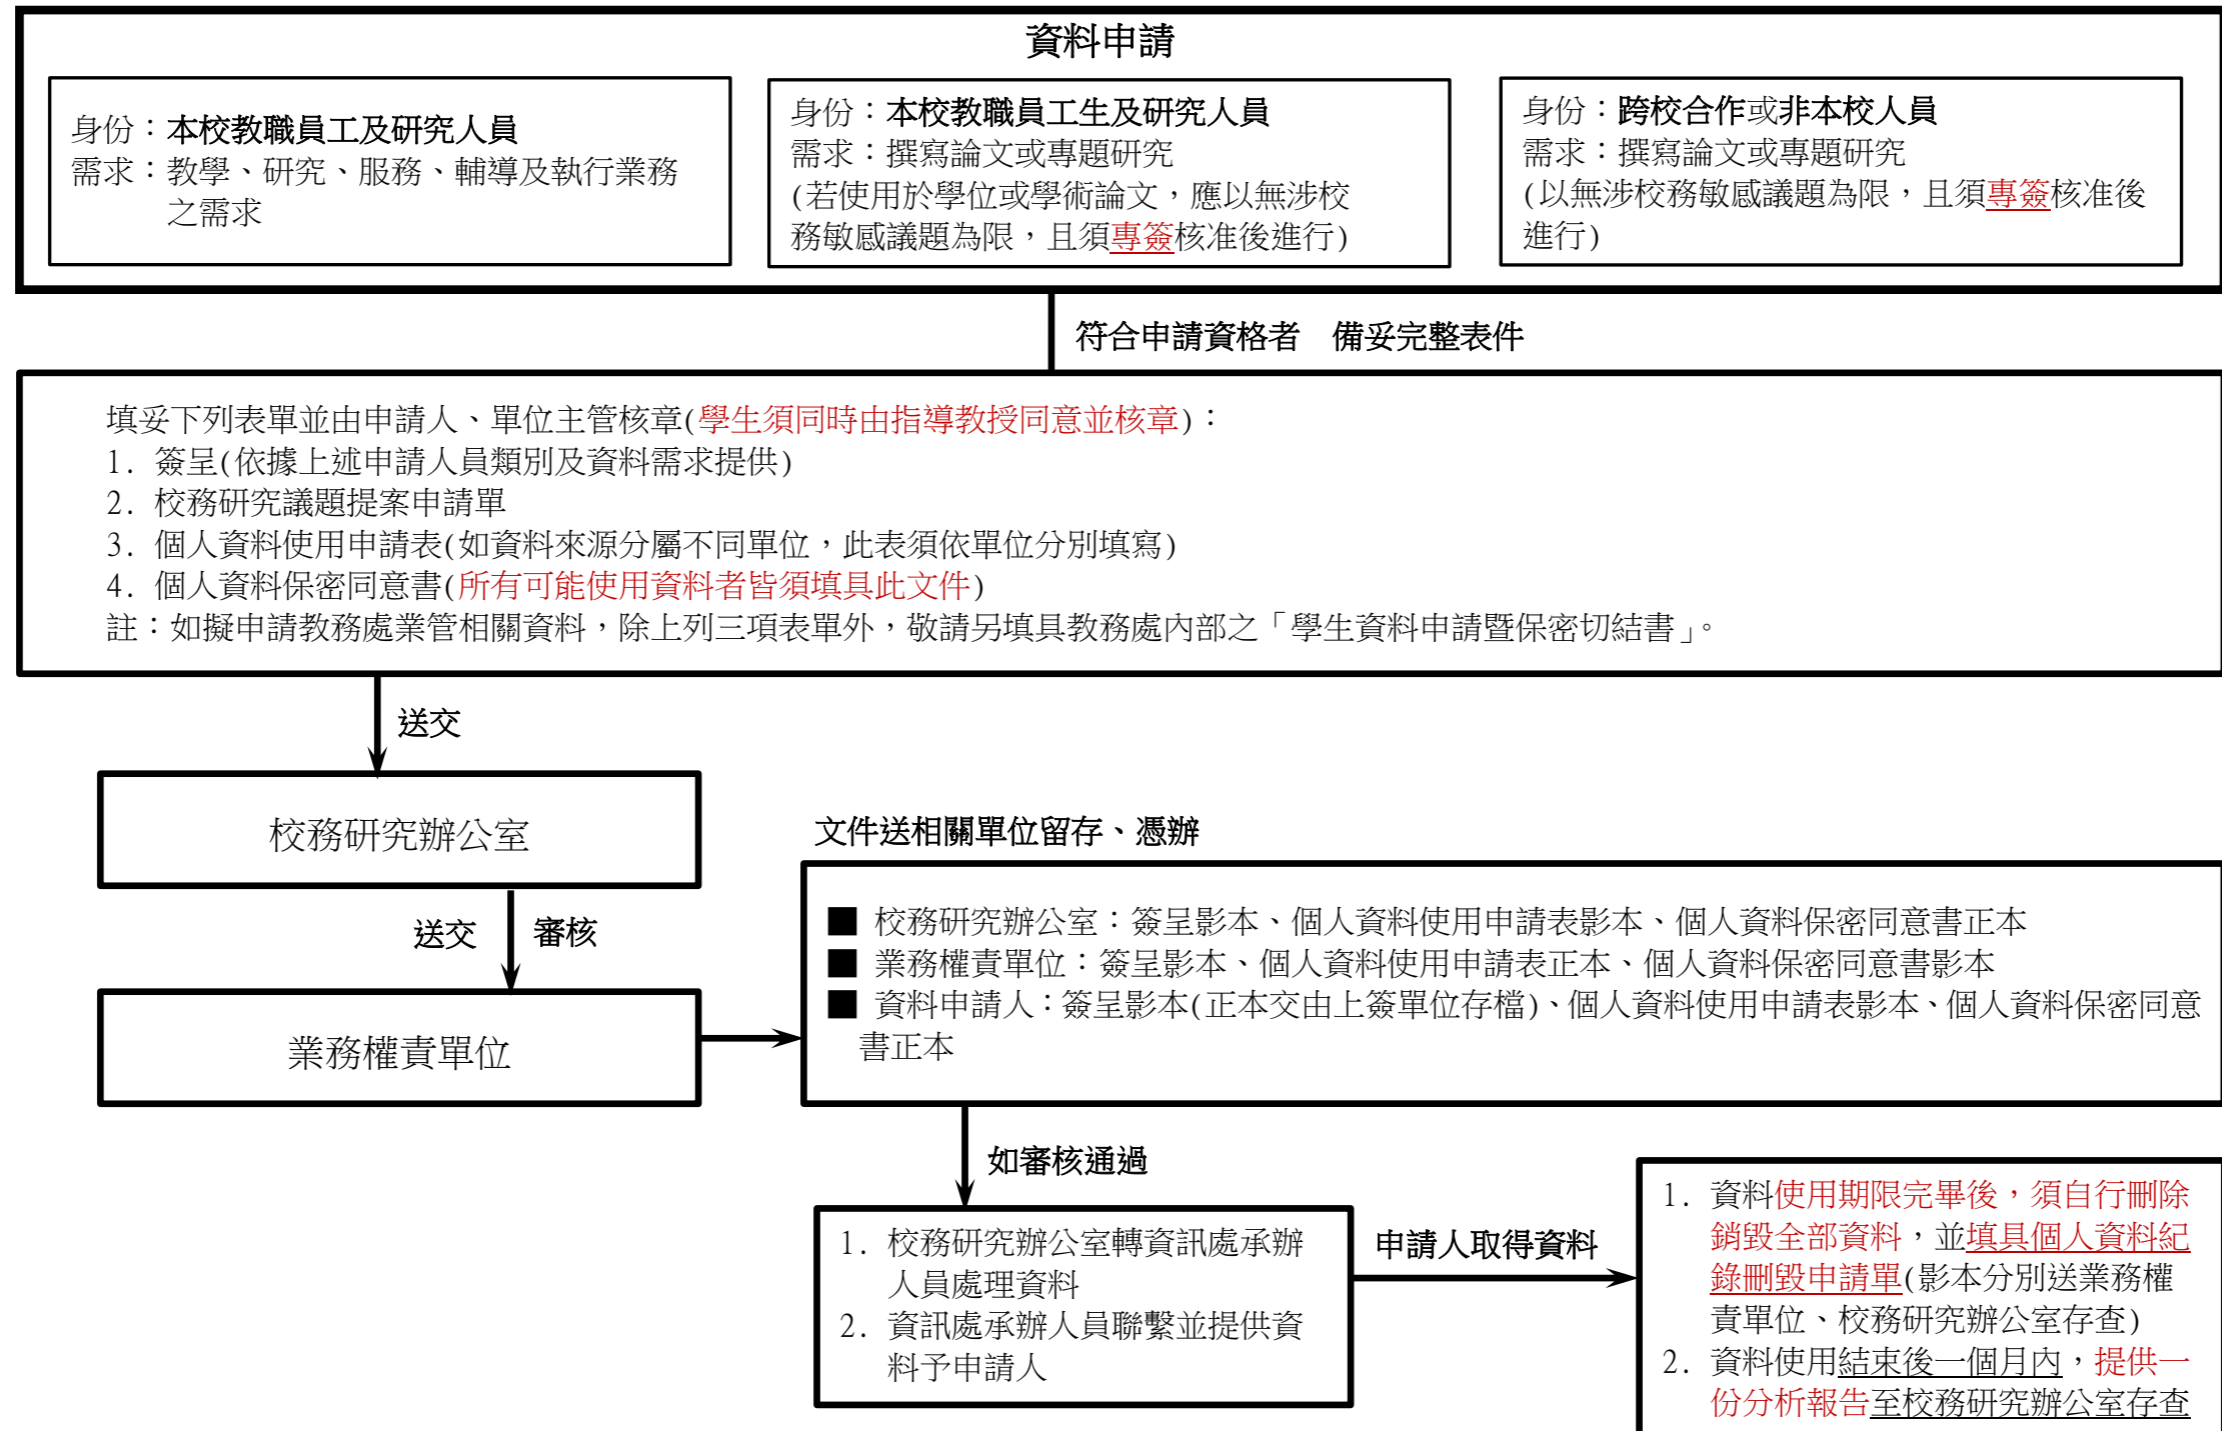 資料申請
身份：本校教職員工及研究人員
需求：教學、研究、服務、輔導及執行業務
之需求
身份：本校教職員工生及研究人員
需求：撰寫論文或專題研究
(若使用於學位或學術論文，應以無涉校
務敏感議題為限，且須專簽核准後進行)
身份：跨校合作或非本校人員
需求：撰寫論文或專題研究
(以無涉校務敏感議題為限，且須專簽核准後
進行)
符合申請資格者　備妥完整表件
填妥下列表單並由申請人、單位主管核章(學生須同時由指導教授同意並核章)：
1. 簽呈(依據上述申請人員類別及資料需求提供)
2. 校務研究議題提案申請單
3. 個人資料使用申請表(如資料來源分屬不同單位，此表須依單位分別填寫)
4. 個人資料保密同意書(所有可能使用資料者皆須填具此文件)
註：如擬申請教務處業管相關資料，除上列三項表單外，敬請另填具教務處內部之「學生資料申請暨保密切結書」。
送交
校務研究辦公室
送交 審核
業務權責單位
文件送相關單位留存、憑辦
■ 校務研究辦公室：簽呈影本、個人資料使用申請表影本、個人資料保密同意書正本
■ 業務權責單位：簽呈影本、個人資料使用申請表正本、個人資料保密同意書影本
■ 資料申請人：簽呈影本(正本交由上簽單位存檔)、個人資料使用申請表影本、個人資料保密同意
書正本
如審核通過
1. 校務研究辦公室轉資訊處承辦
人員處理資料
2. 資訊處承辦人員聯繫並提供資
料予申請人
申請人取得資料
1. 資料使用期限完畢後，須自行刪除
銷毀全部資料，並填具個人資料紀
錄刪毀申請單(影本分別送業務權
責單位、校務研究辦公室存查)
2. 資料使用結束後一個月內，提供一
份分析報告至校務研究辦公室存查